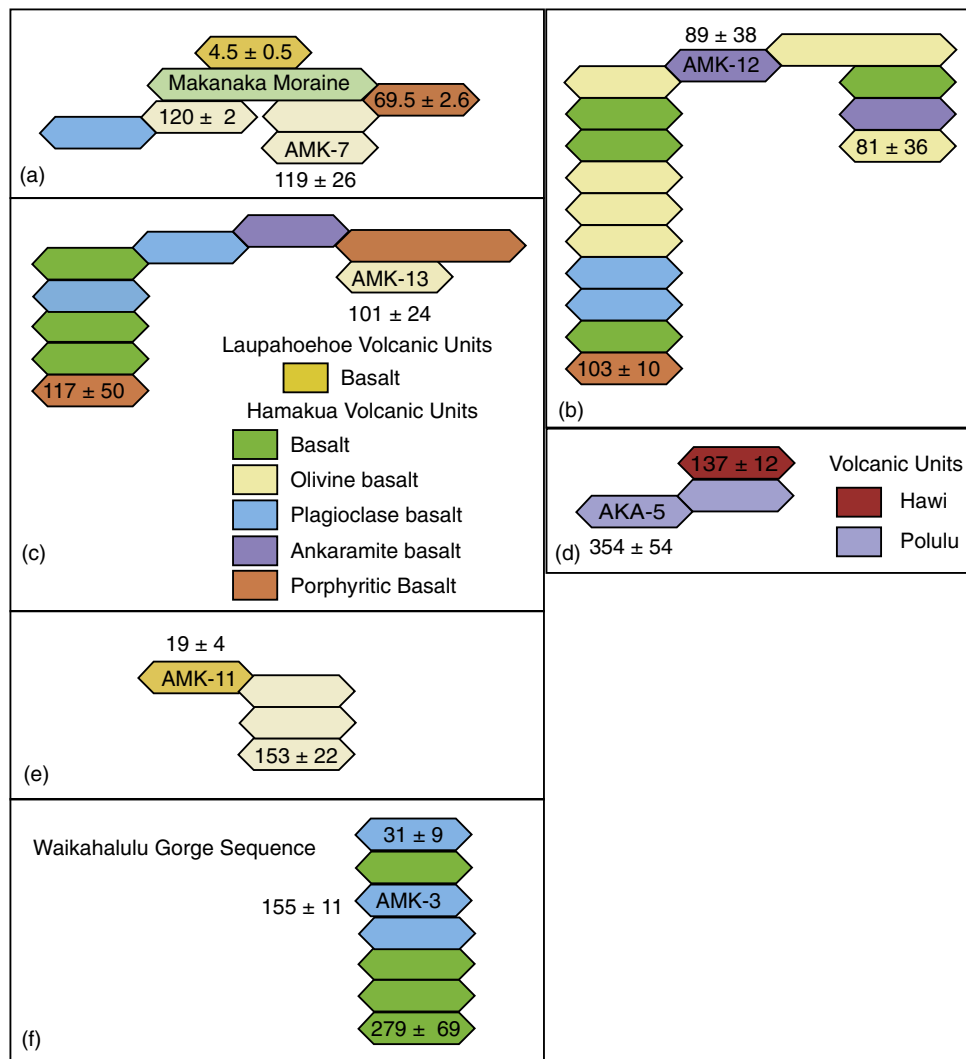 4.5 ± 0.5
Makanaka Moraine
120 ± 2
69.5 ± 2.6
AMK-7
119 ± 26
(a)
89 ± 38
AMK-12
81 ± 36
103 ± 10
(b)
AMK-13
101 ± 24
117 ± 50
Laupahoehoe Volcanic Units
Basalt
Hamakua Volcanic Units
Basalt
Olivine basalt
Plagioclase basalt
Ankaramite basalt
Porphyritic Basalt
(c)
137 ± 12
AKA-5
354 ± 54
Volcanic Units
Hawi
Polulu
(d)
19 ± 4
AMK-11
153 ± 22
(e)
Waikahalulu Gorge Sequence
31 ± 9
AMK-3
155 ± 11
279 ± 69
(f)